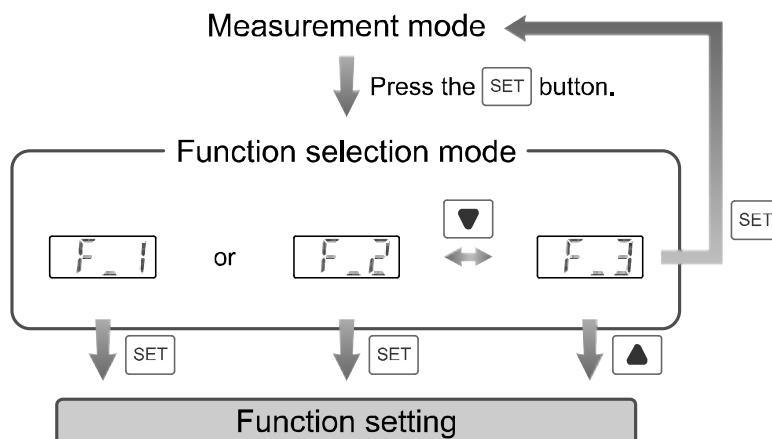 Measurement mode
Press the SET button.
Function selection mode
F_1 or F_2 F_3
SET
SET SET
Function setting